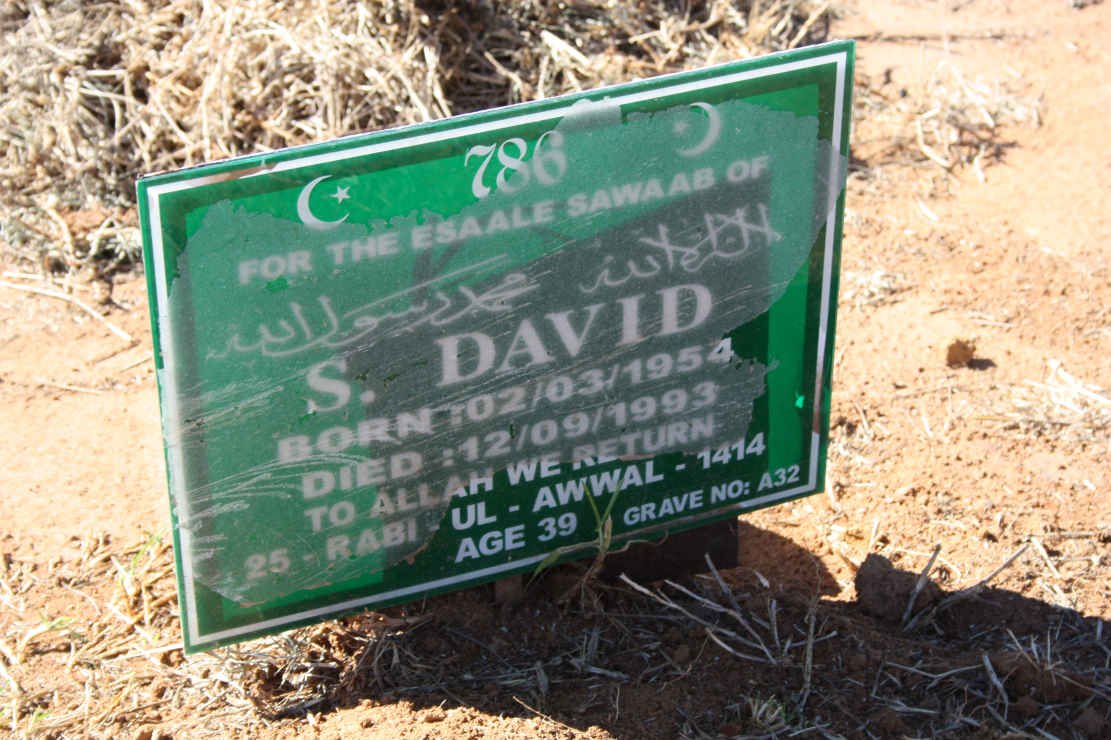 786
FOR THE ESAALE SAWAAB OF
لا اله الا الله محمد رسول الله
S. DAVID
BORN :02/03/1954
DIED :12/09/1993
TO ALLAH WE RETURN
25 - RABI - UL - AWWAL - 1414
AGE 39 GRAVE NO: A32